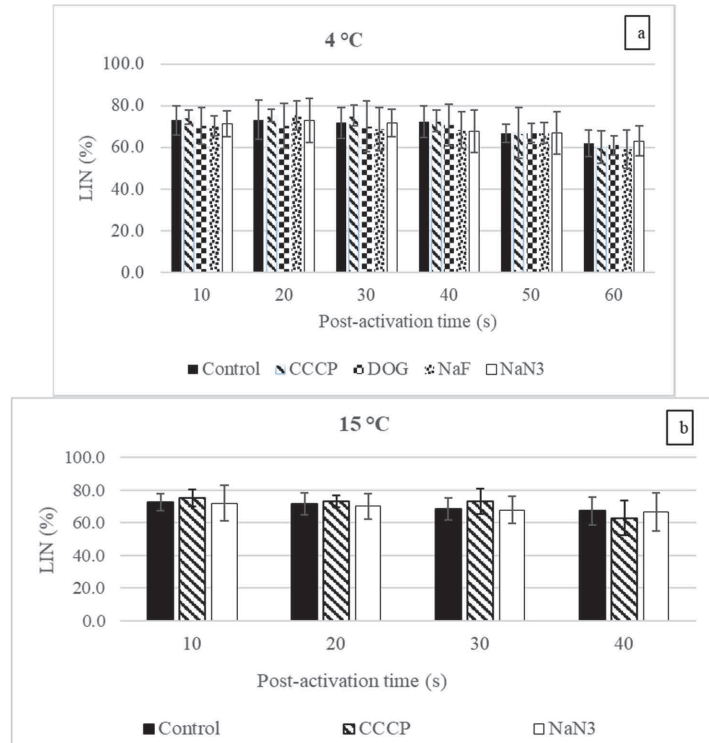 4 °C
a
100.0
80.0
60.0
40.0
20.0
0.0
LIN (%)
10 20 30 40 50 60
Post-activation time (s)
Control CCCP DOG NaF NaN3
15 °C
b
100.0
80.0
60.0
40.0
20.0
0.0
LIN (%)
10 20 30 40
Post-activation time (s)
Control CCCP NaN3